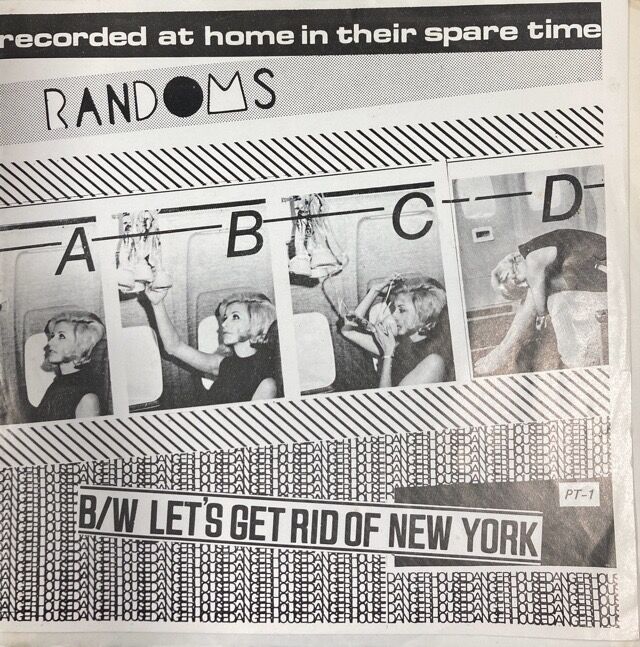 recorded at home in their spare time
RANDOMS
A B C D
PT-1
B/W LET'S GET RID OF NEW YORK
DANGERHOUSEDANGERHOUSEDANGERHOUSE